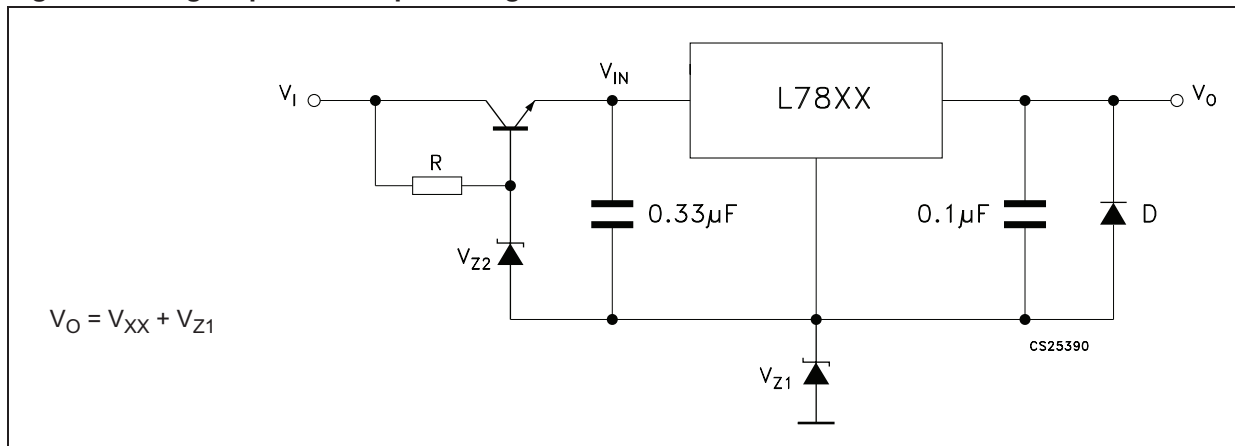 V_I
V_IN
L78XX
V_O
R
0.33µF
0.1µF
D
V_Z2
V_O = V_XX + V_Z1
CS25390
V_Z1